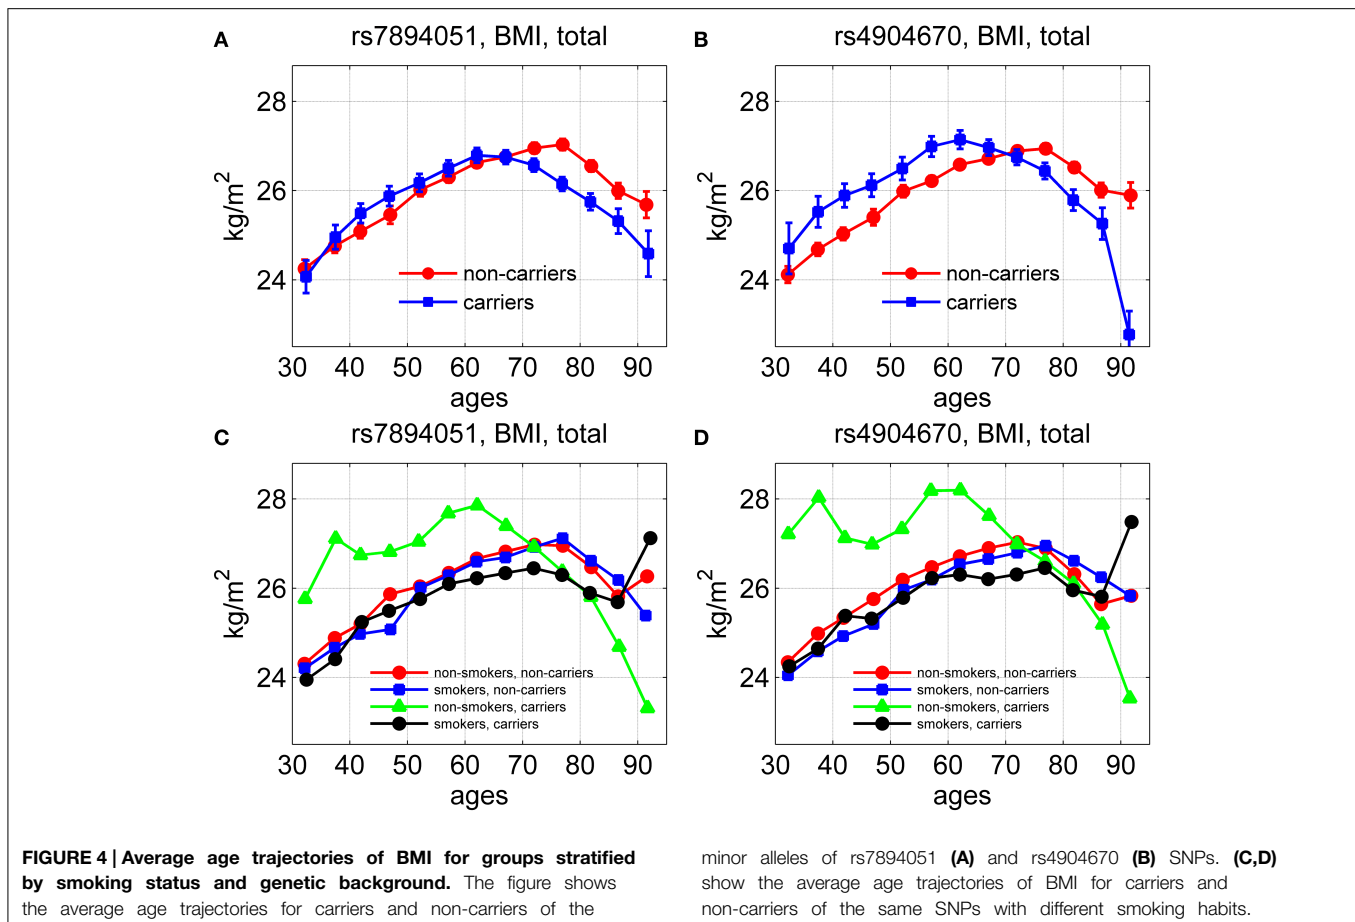 A
rs7894051, BMI, total
28
26
24
kg/m²
non-carriers
carriers
30 40 50 60 70 80 90
ages
B
rs4904670, BMI, total
28
26
24
kg/m²
non-carriers
carriers
30 40 50 60 70 80 90
ages
C
rs7894051, BMI, total
28
26
24
kg/m²
non-smokers, non-carriers
smokers, non-carriers
non-smokers, carriers
smokers, carriers
30 40 50 60 70 80 90
ages
D
rs4904670, BMI, total
28
26
24
kg/m²
non-smokers, non-carriers
smokers, non-carriers
non-smokers, carriers
smokers, carriers
30 40 50 60 70 80 90
ages
FIGURE 4 | Average age trajectories of BMI for groups stratified
by smoking status and genetic background. The figure shows
the average age trajectories for carriers and non-carriers of the
minor alleles of rs7894051 (A) and rs4904670 (B) SNPs. (C,D)
show the average age trajectories of BMI for carriers and
non-carriers of the same SNPs with different smoking habits.